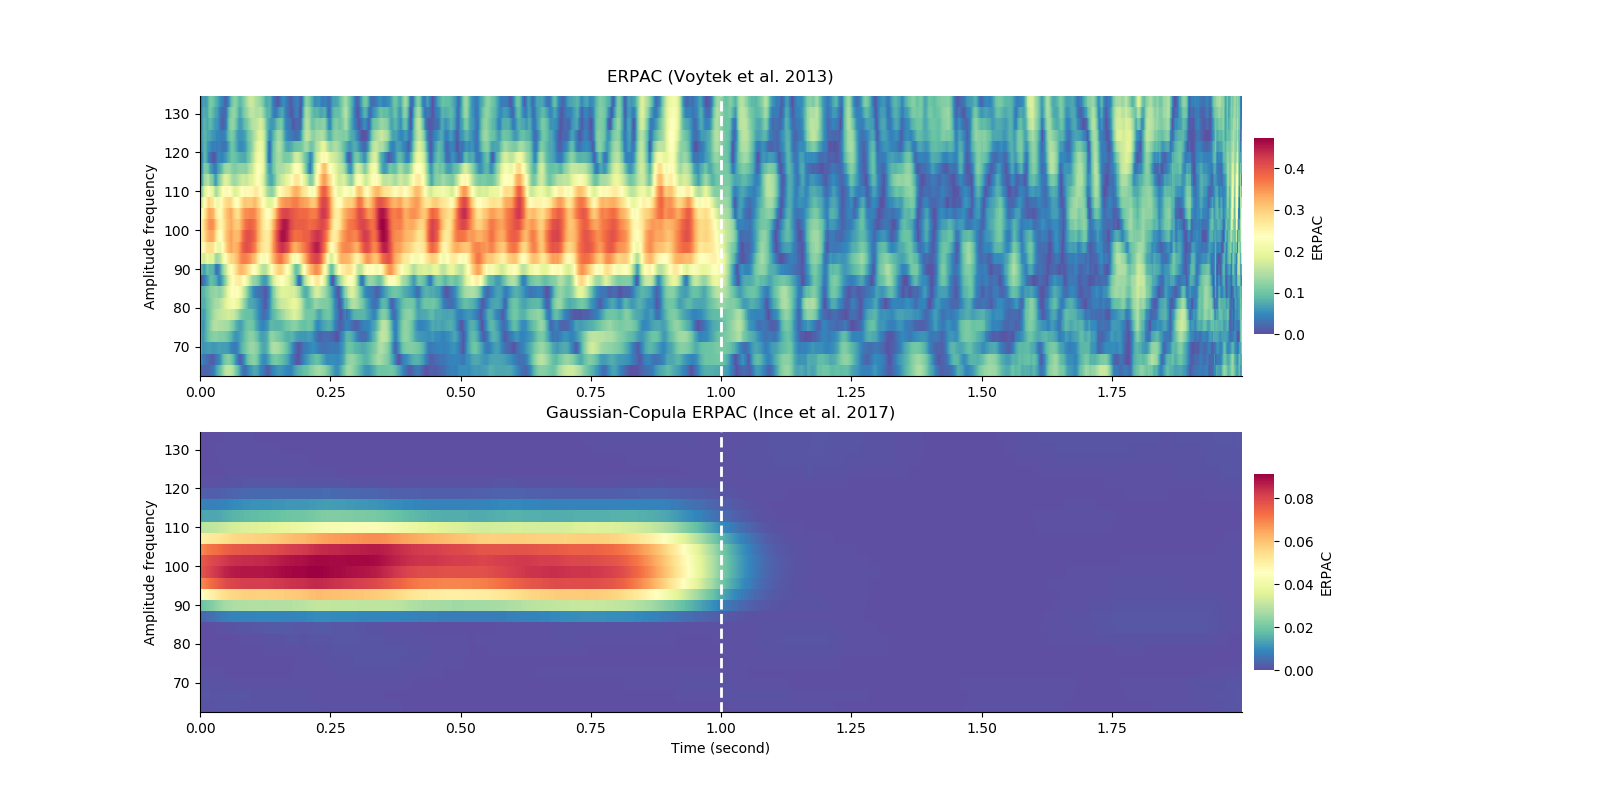 ERPAC (Voytek et al. 2013)
130
120
110
100
90
80
70
Amplitude frequency
0.00 0.25 0.50 0.75 1.00 1.25 1.50 1.75
0.4
0.3
0.2
0.1
0.0
ERPAC
Gaussian-Copula ERPAC (Ince et al. 2017)
130
120
110
100
90
80
70
Amplitude frequency
0.00 0.25 0.50 0.75 1.00 1.25 1.50 1.75
Time (second)
0.08
0.06
0.04
0.02
0.00
ERPAC